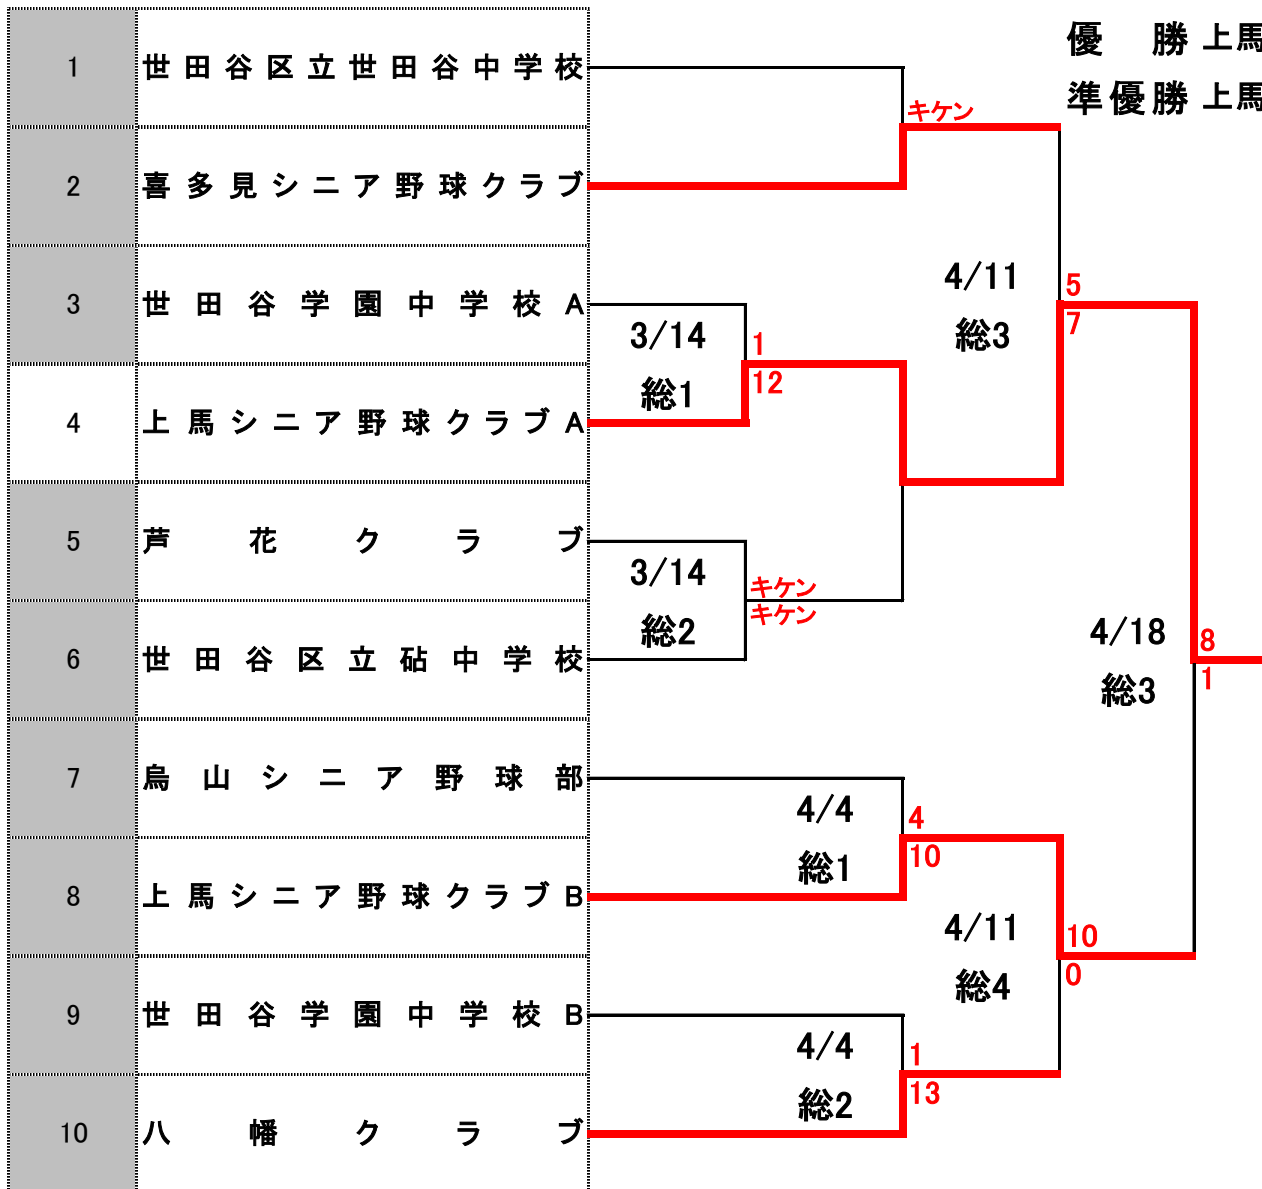 優勝 上馬
準優勝 上馬
1 世田谷区立世田谷中学校
キケン
2 喜多見シニア野球クラブ
3 世田谷学園中学校A
4/11
総3
5
7
3/14
総1
1
12
4 上馬シニア野球クラブA
5 芦花クラブ
3/14
総2
キケン
キケン
6 世田谷区立砧中学校
4/18
総3
8
1
7 烏山シニア野球部
4/4
総1
4
10
8 上馬シニア野球クラブB
4/11
総4
10
0
9 世田谷学園中学校B
4/4
総2
1
13
10 八幡クラブ